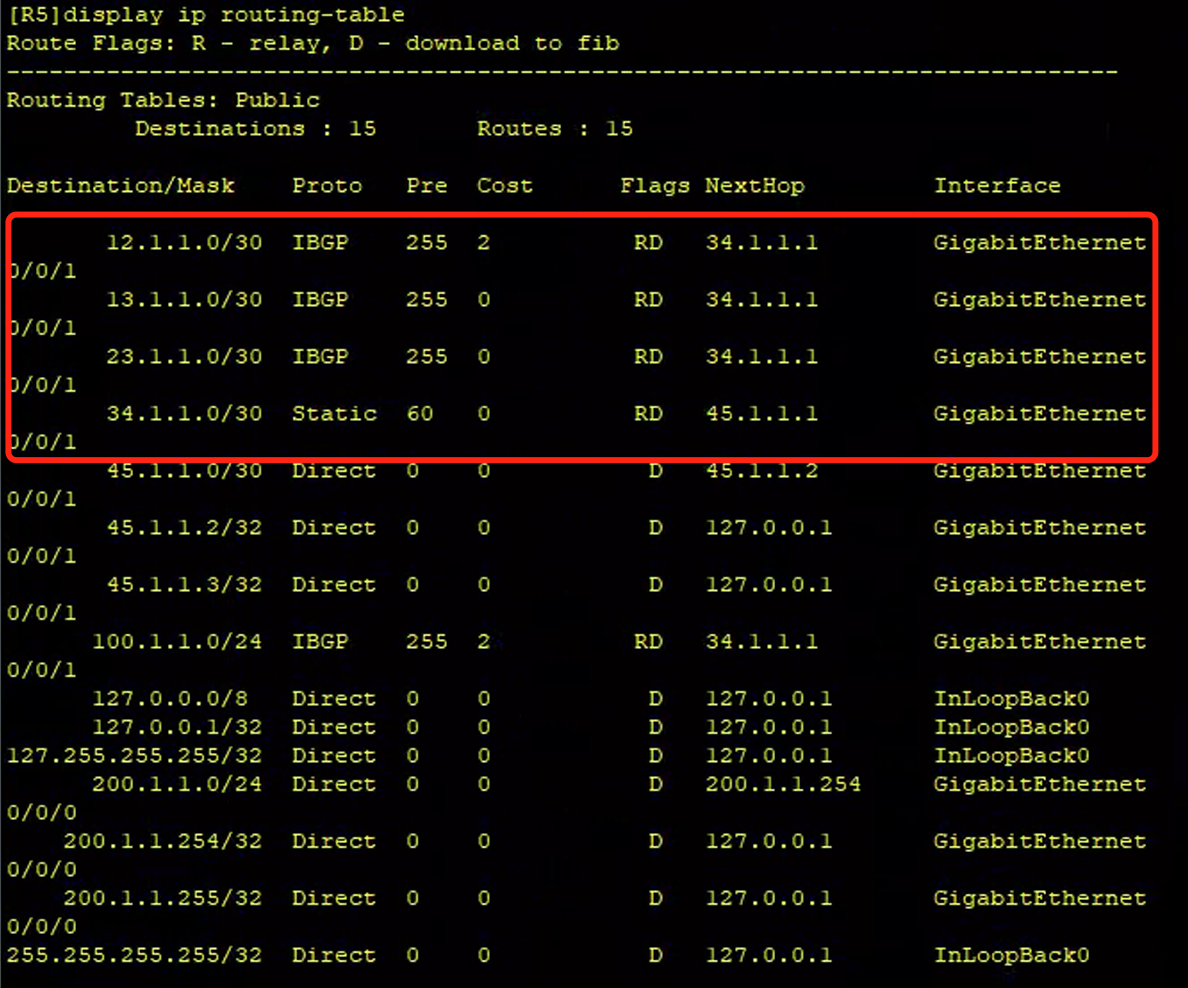 [R5]display ip routing-table
Route Flags: R - relay, D - download to fib
------------------------------------------------------------------------------
Routing Tables: Public
         Destinations : 15       Routes : 15

Destination/Mask    Proto   Pre  Cost      Flags NextHop         Interface

       12.1.1.0/30  IBGP    255  2          RD   34.1.1.1        GigabitEthernet
0/0/1
       13.1.1.0/30  IBGP    255  0          RD   34.1.1.1        GigabitEthernet
0/0/1
       23.1.1.0/30  IBGP    255  0          RD   34.1.1.1        GigabitEthernet
0/0/1
       34.1.1.0/30  Static  60   0          RD   45.1.1.1        GigabitEthernet
0/0/1
       45.1.1.0/30  Direct  0    0           D   45.1.1.2        GigabitEthernet
0/0/1
       45.1.1.2/32  Direct  0    0           D   127.0.0.1       GigabitEthernet
0/0/1
       45.1.1.3/32  Direct  0    0           D   127.0.0.1       GigabitEthernet
0/0/1
      100.1.1.0/24  IBGP    255  2          RD   34.1.1.1        GigabitEthernet
0/0/1
      127.0.0.0/8   Direct  0    0           D   127.0.0.1       InLoopBack0
      127.0.0.1/32  Direct  0    0           D   127.0.0.1       InLoopBack0
127.255.255.255/32  Direct  0    0           D   127.0.0.1       InLoopBack0
      200.1.1.0/24  Direct  0    0           D   200.1.1.254     GigabitEthernet
0/0/0
    200.1.1.254/32  Direct  0    0           D   127.0.0.1       GigabitEthernet
0/0/0
    200.1.1.255/32  Direct  0    0           D   127.0.0.1       GigabitEthernet
0/0/0
255.255.255.255/32  Direct  0    0           D   127.0.0.1       InLoopBack0